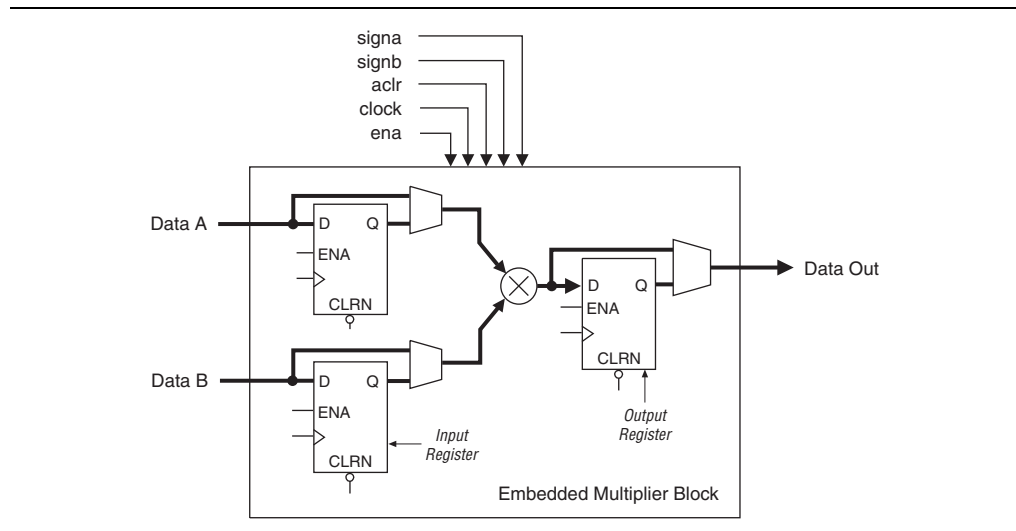 signa
signb
aclr
clock
ena
Data A
D Q
ENA
CLRN
Data B
D Q
ENA
CLRN
Input
Register
D Q
ENA
CLRN
Output
Register
Data Out
Embedded Multiplier Block